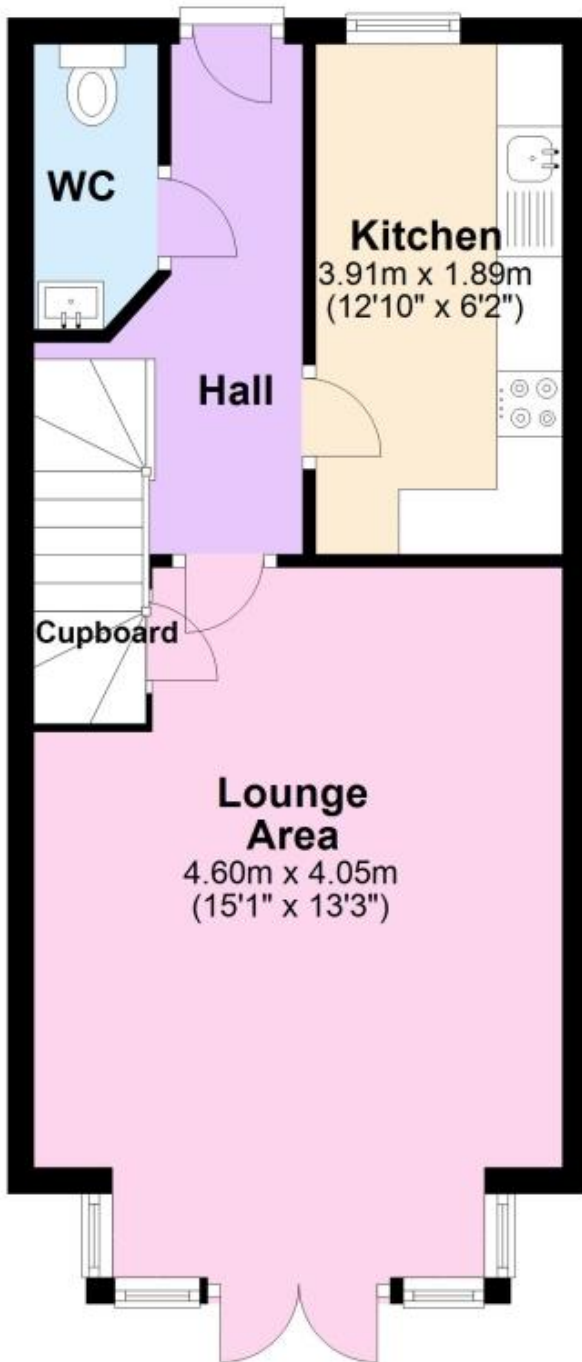 WC
Kitchen
3.91m x 1.89m
(12'10" x 6'2")
Hall
Cupboard
Lounge
Area
4.60m x 4.05m
(15'1" x 13'3")